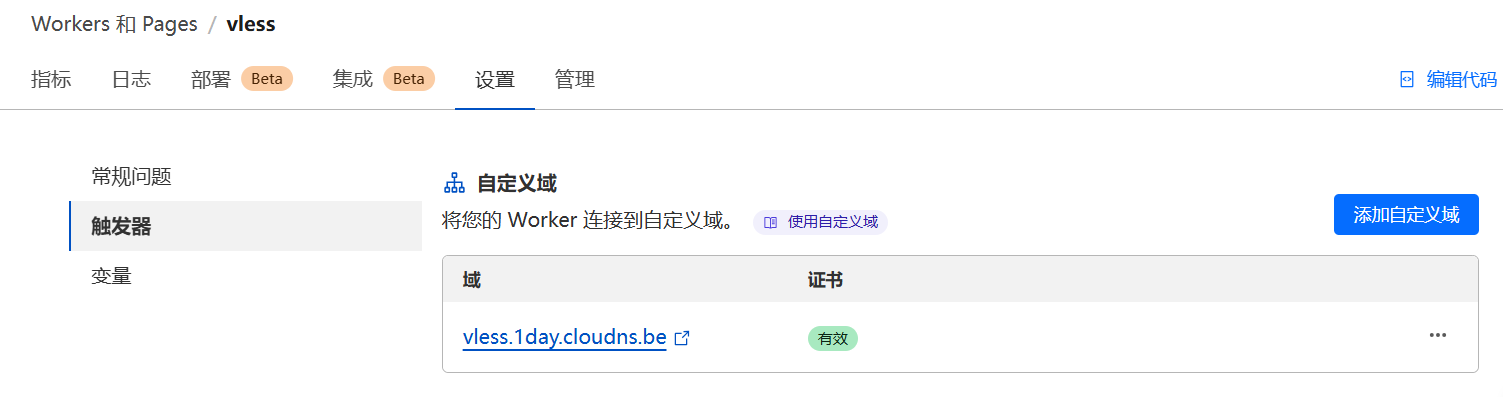 Workers 和 Pages / vless
指标 日志 部署 Beta 集成 Beta 设置 管理 编辑代码
常规问题
触发器
变量
自定义域
将您的 Worker 连接到自定义域。 使用自定义域
添加自定义域
域 证书
vless.1day.cloudns.be 有效